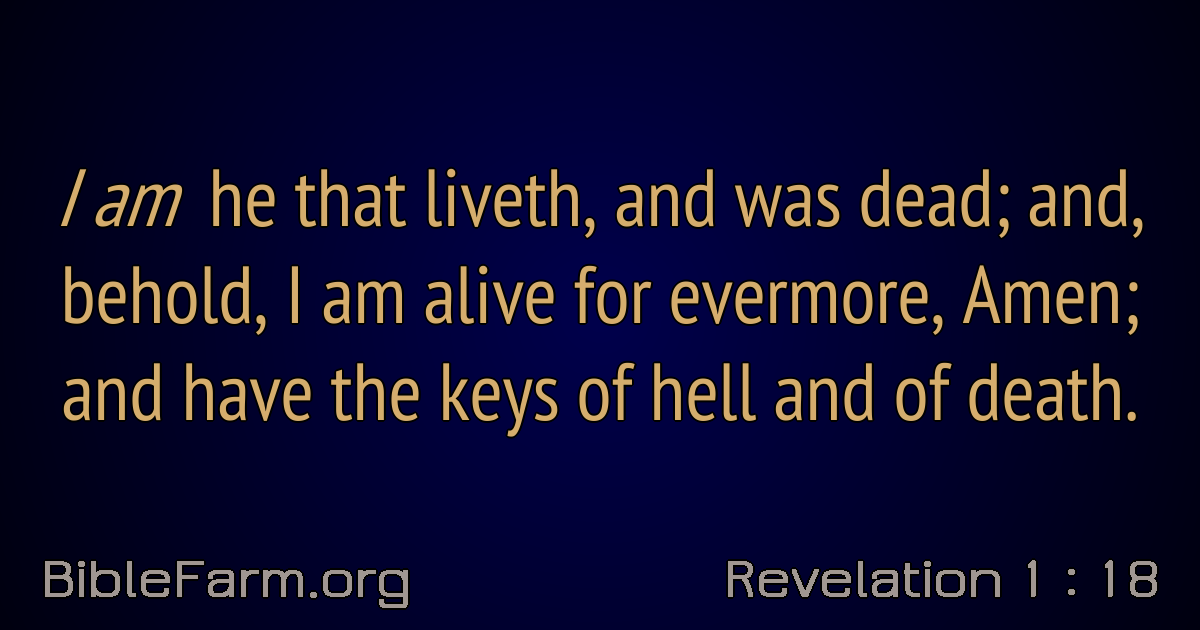 I am he that liveth, and was dead; and,
behold, I am alive for evermore, Amen;
and have the keys of hell and of death.
BibleFarm.org
Revelation 1 : 18